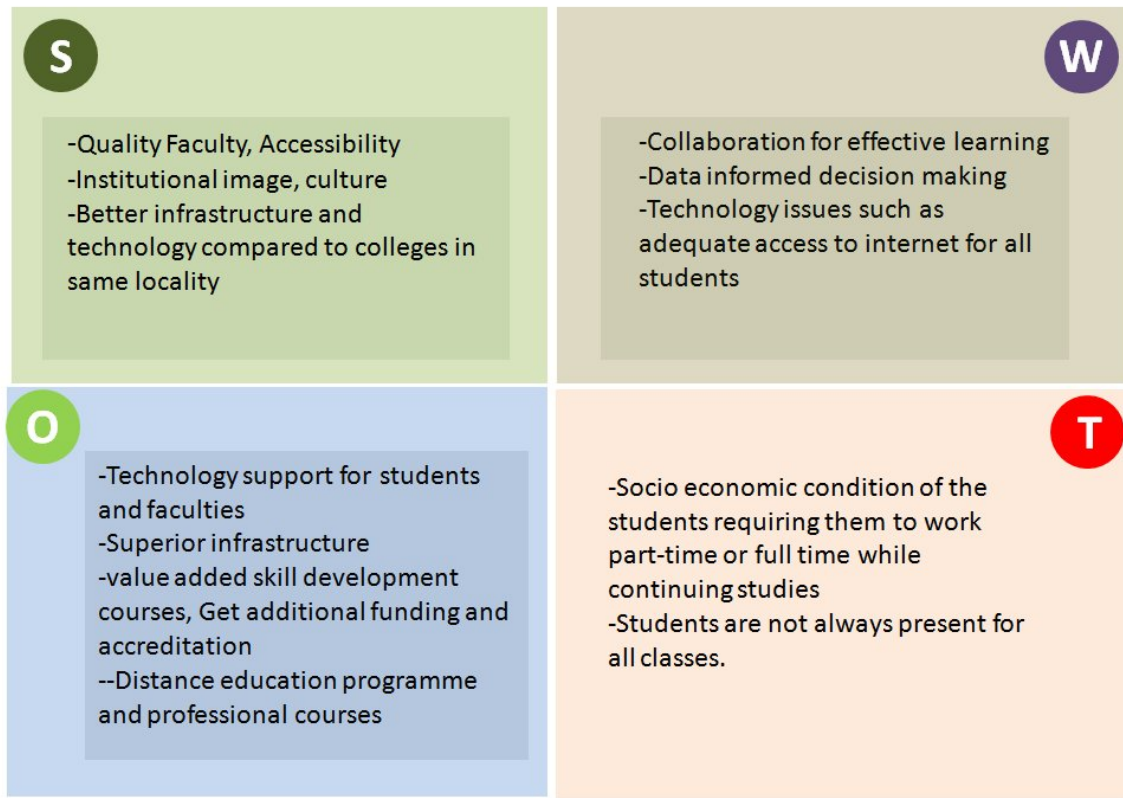 S
-Quality Faculty, Accessibility
-Institutional image, culture
-Better infrastructure and
technology compared to colleges in
same locality
W
-Collaboration for effective learning
-Data informed decision making
-Technology issues such as
adequate access to internet for all
students
O
-Technology support for students
and faculties
-Superior infrastructure
-value added skill development
courses, Get additional funding and
accreditation
--Distance education programme
and professional courses
T
-Socio economic condition of the
students requiring them to work
part-time or full time while
continuing studies
-Students are not always present for
all classes.